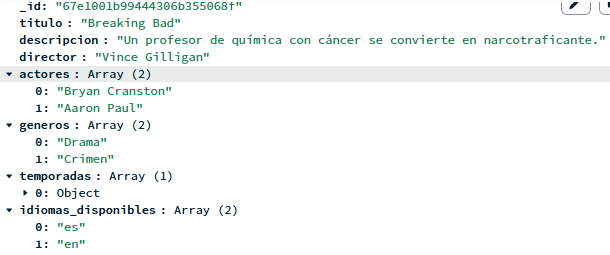 _id: "67e1001b99444306b355068f"
titulo : "Breaking Bad"
descripcion : "Un profesor de química con cáncer se convierte en narcotraficante."
director : "Vince Gilligan"
actores : Array (2)
0: "Bryan Cranston"
1: "Aaron Paul"
generos : Array (2)
0: "Drama"
1: "Crimen"
temporadas : Array (1)
0: Object
idiomas_disponibles : Array (2)
0: "es"
1: "en"